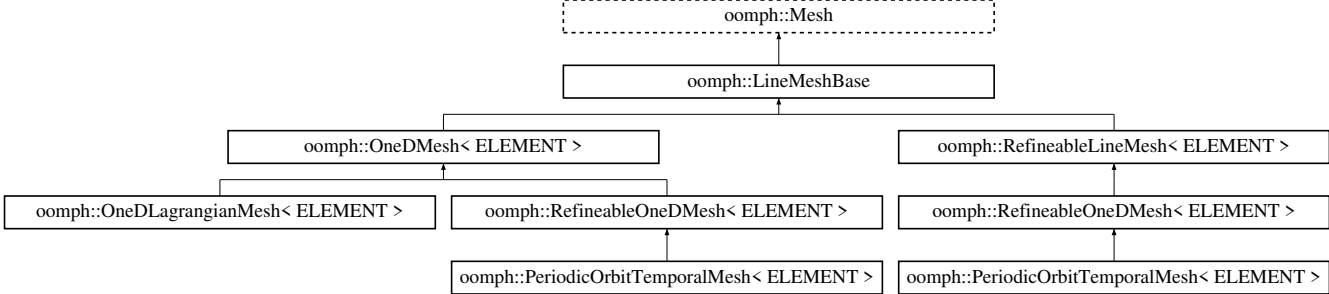 oomph::Mesh
oomph::LineMeshBase
oomph::OneDMesh< ELEMENT >
oomph::RefineableLineMesh< ELEMENT >
oomph::OneDLagrangianMesh< ELEMENT >
oomph::RefineableOneDMesh< ELEMENT >
oomph::RefineableOneDMesh< ELEMENT >
oomph::PeriodicOrbitTemporalMesh< ELEMENT >
oomph::PeriodicOrbitTemporalMesh< ELEMENT >